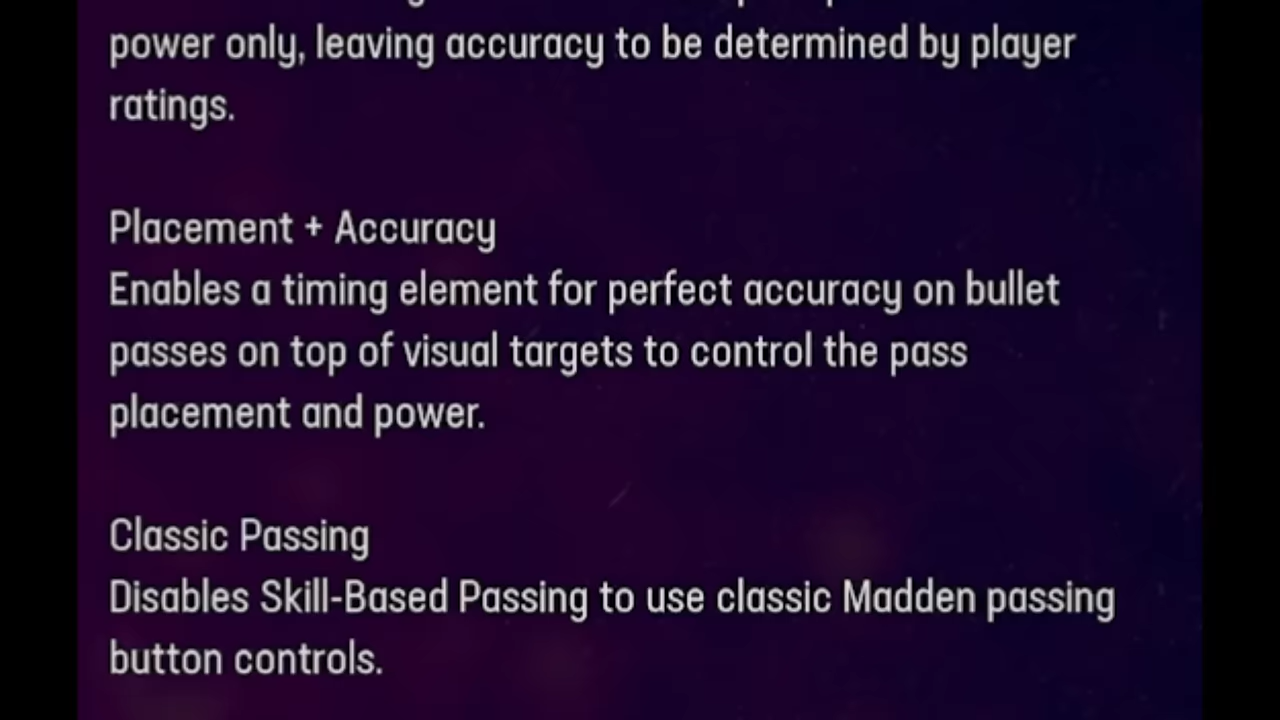 power only, leaving accuracy to be determined by player
ratings.
Placement + Accuracy
Enables a timing element for perfect accuracy on bullet
passes on top of visual targets to control the pass
placement and power.
Classic Passing
Disables Skill-Based Passing to use classic Madden passing
button controls.